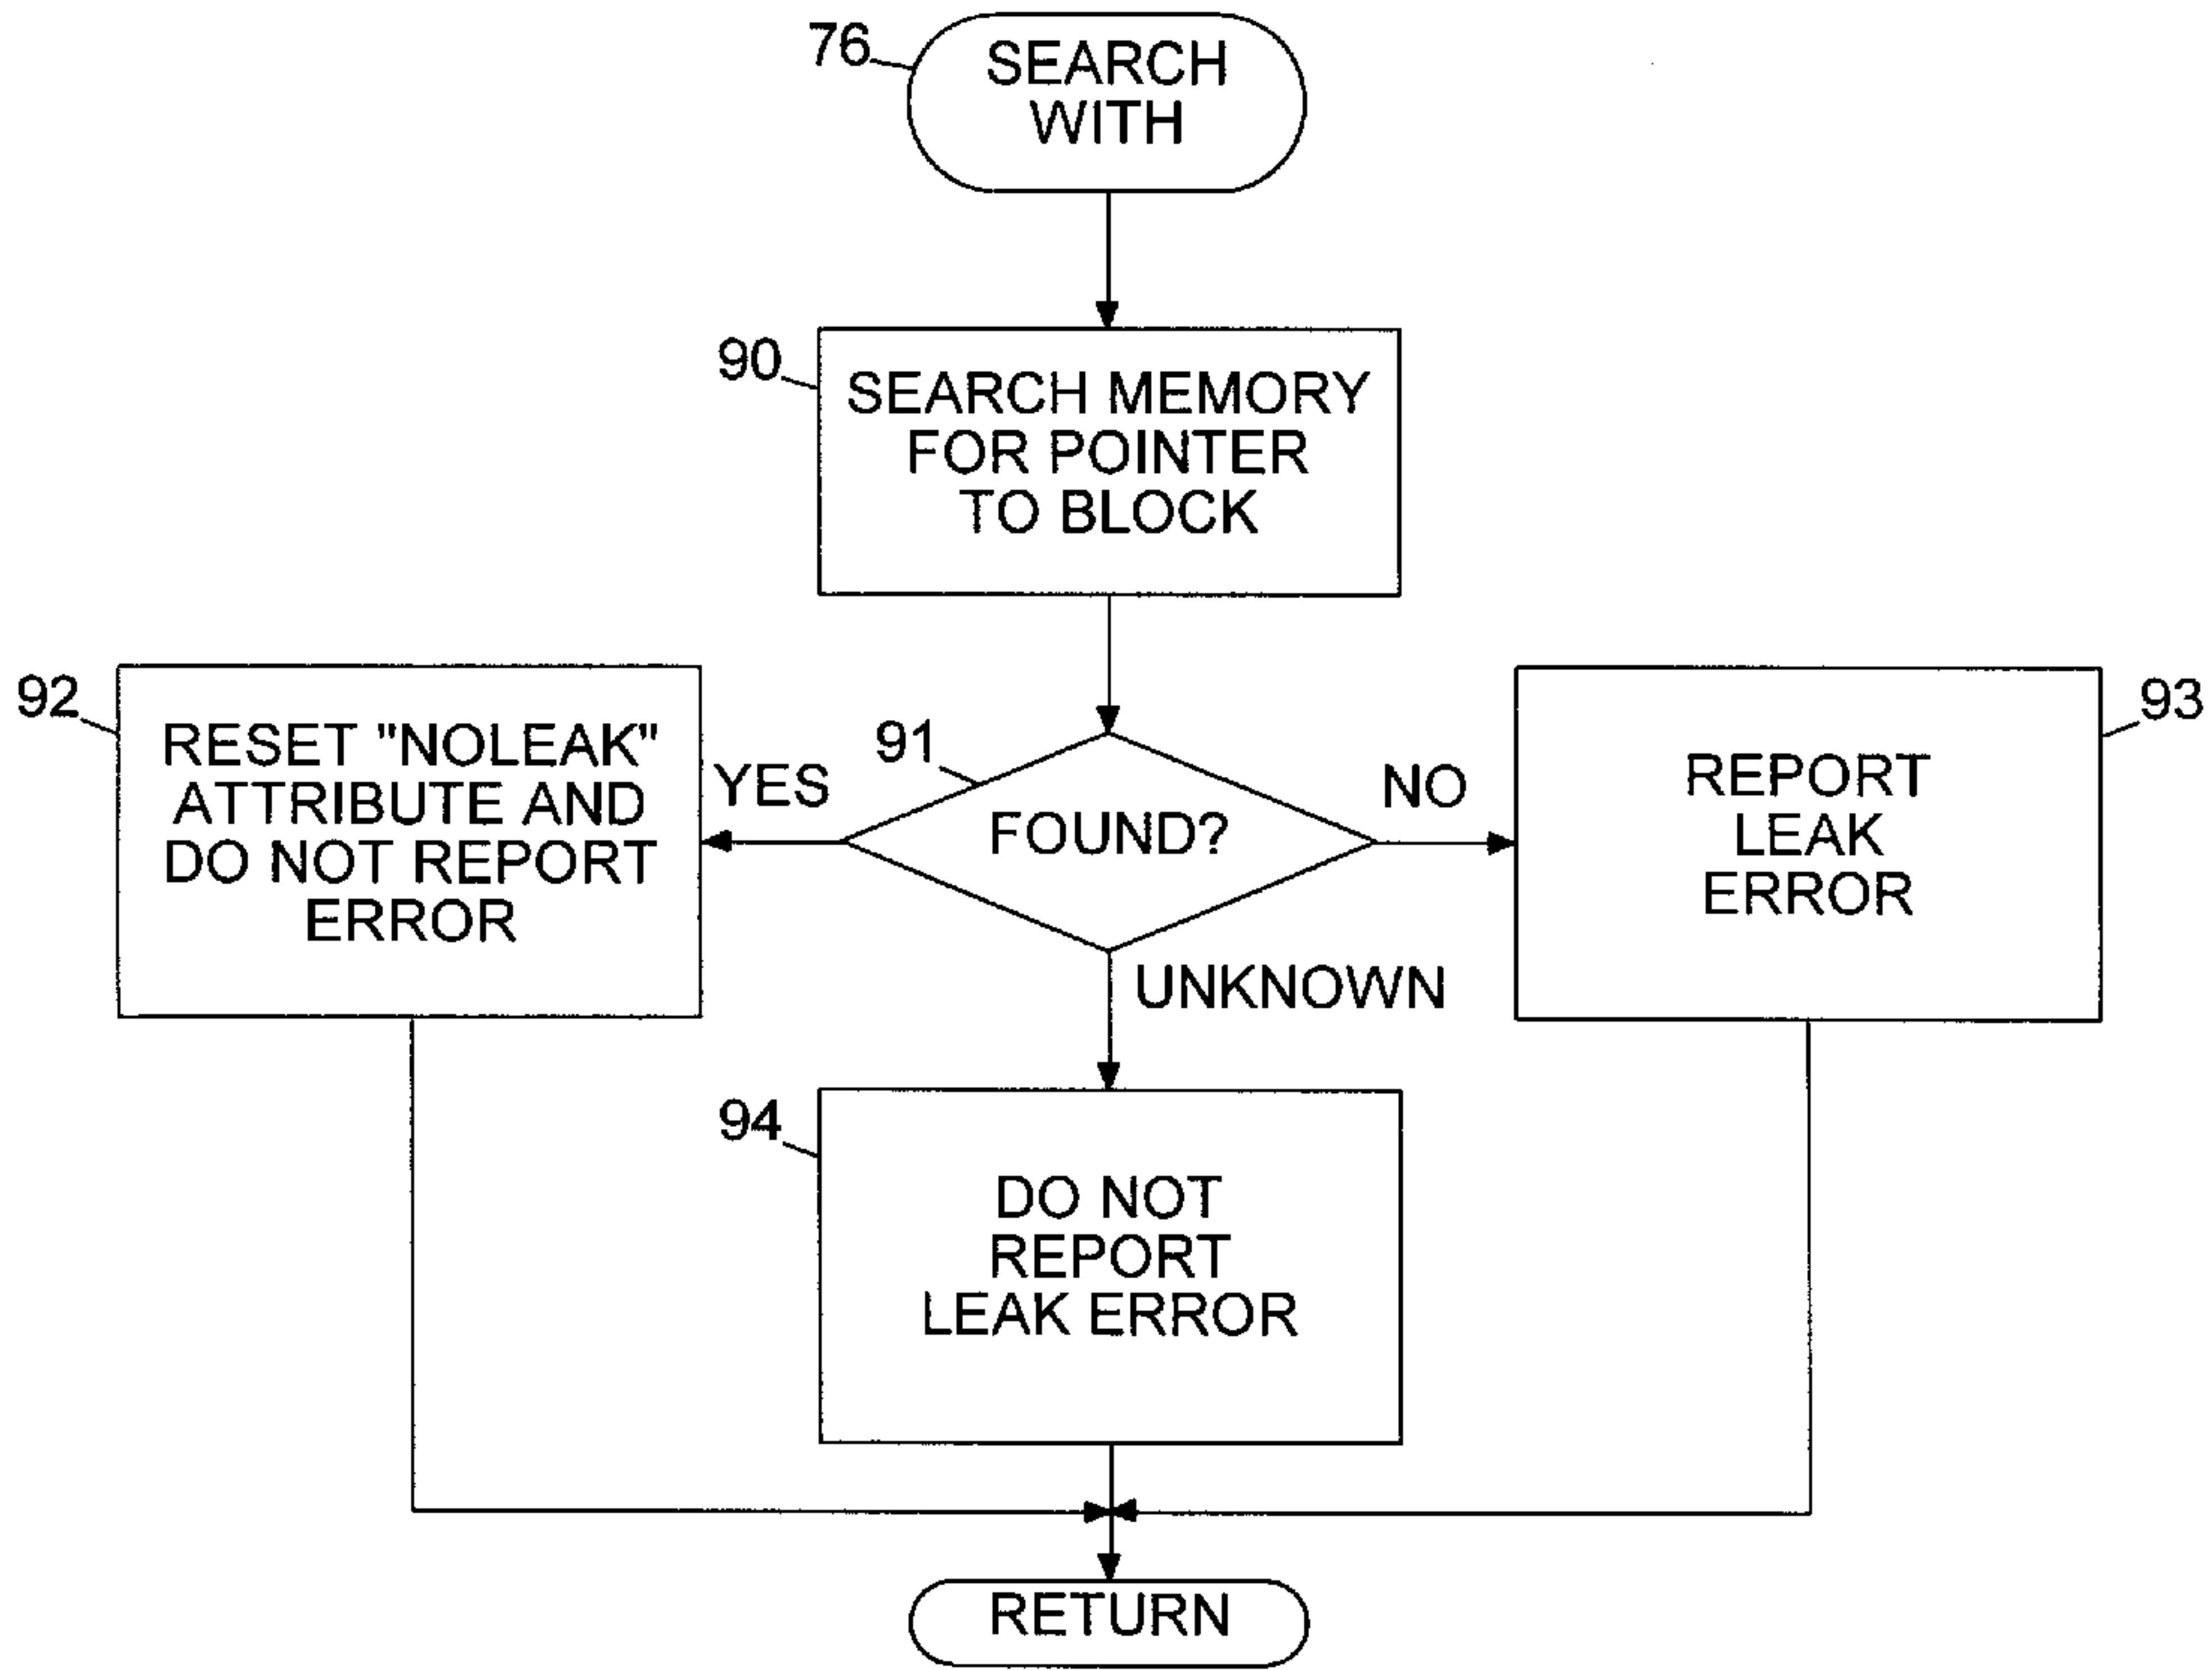 76
SEARCH
WITH
90
SEARCH MEMORY
FOR POINTER
TO BLOCK
92
RESET "NOLEAK"
ATTRIBUTE AND
DO NOT REPORT
ERROR
YES
91
FOUND?
NO
93
REPORT
LEAK
ERROR
UNKNOWN
94
DO NOT
REPORT
LEAK ERROR
RETURN